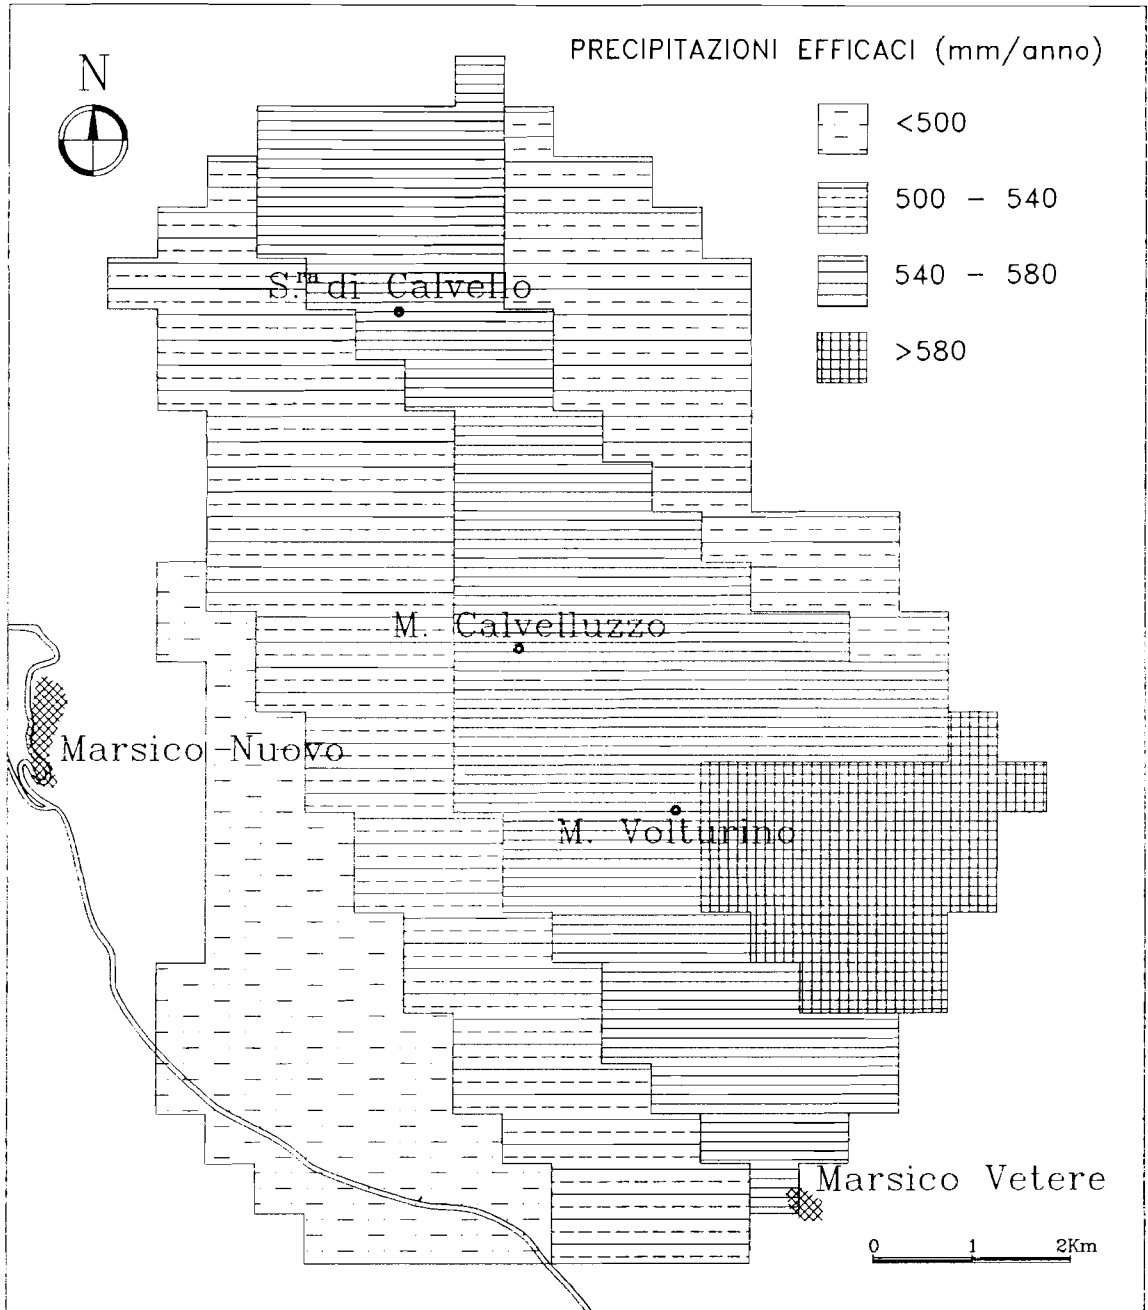 PRECIPITAZIONI EFFICACI (mm/anno)
N
<500
500 - 540
540 - 580
>580
S.ra di Calvello
M. Calvelluzzo
Marsico Nuovo
M. Volturino
Marsico Vetere
0 1 2Km